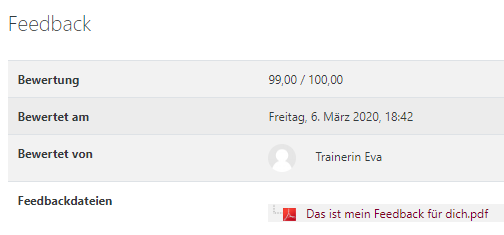 Feedback
Bewertung 99,00 / 100,00
Bewertet am Freitag, 6. März 2020, 18:42
Bewertet von Trainerin Eva
Feedbackdateien
Das ist mein Feedback für dich.pdf